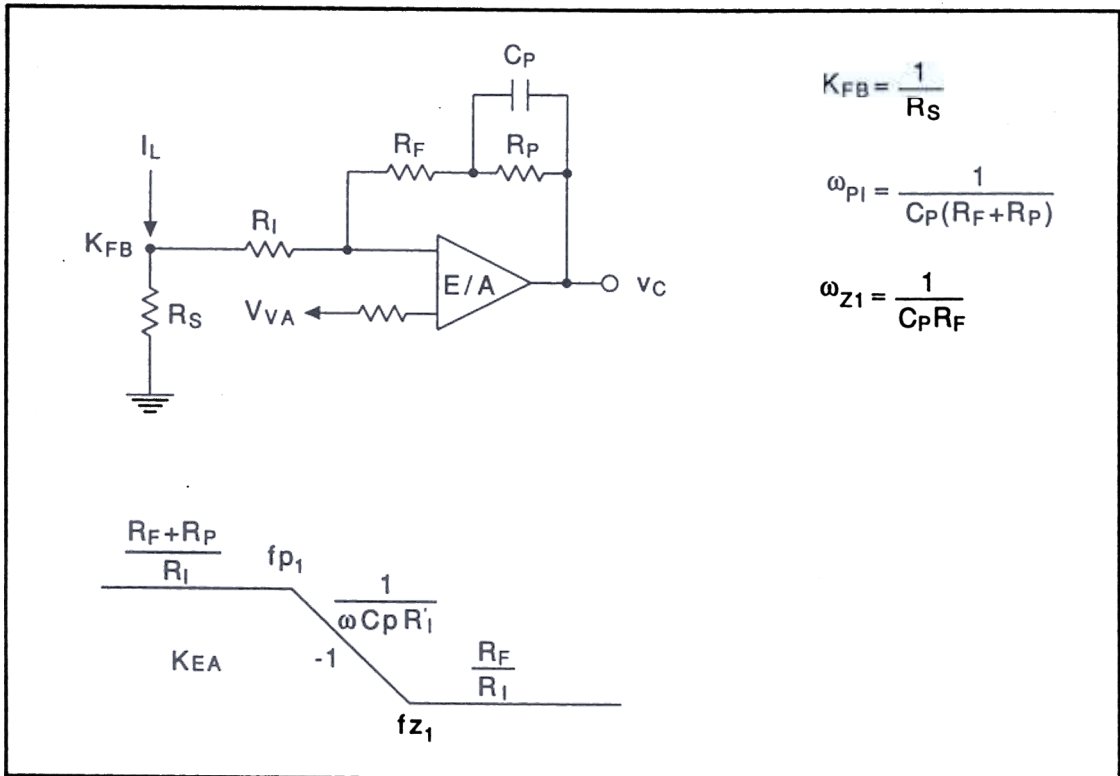 CP
RF
RP
IL
RI
KFB
RS
E/A
VVA
vC
KFB = 1/RS
ωPI = 1/CP(RF+RP)
ωZ1 = 1/CPRF
RF+RP/RI
fp1
1/ωCpR'I
KEA
-1
RF/RI
fz1